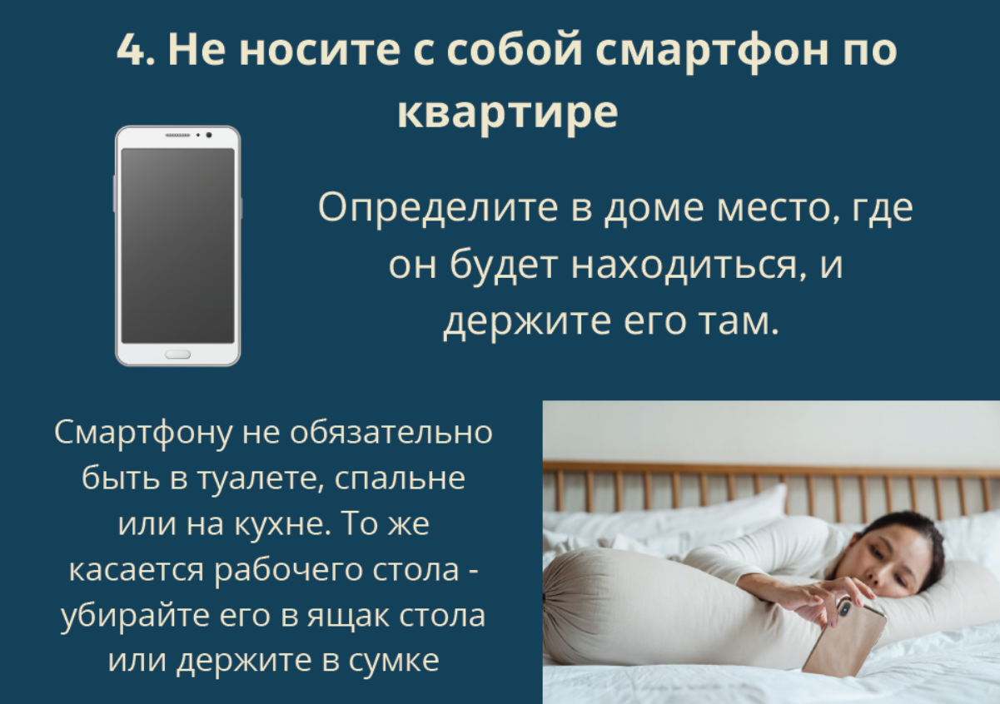 4. Не носите с собой смартфон по
квартире
Определите в доме место, где
он будет находиться, и
держите его там.
Смартфону не обязательно
быть в туалете, спальне
или на кухне. То же
касается рабочего стола -
убирайте его в ящак стола
или держите в сумке